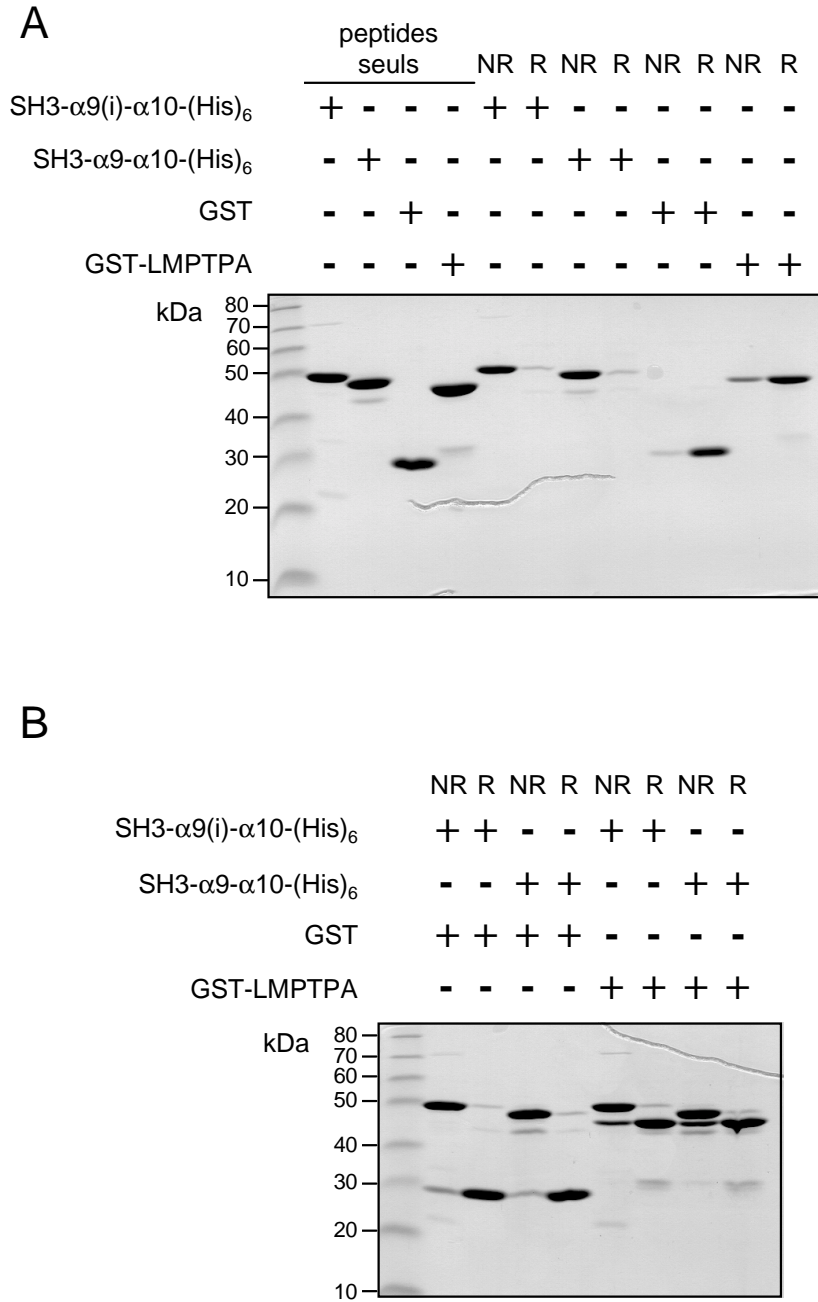 A
peptides
seuls NR R NR R NR R NR R
SH3-α9(i)-α10-(His)6 + - - - + + - - - - - -
SH3-α9-α10-(His)6 - + - - - - + + - - - -
GST - - + - - - - - + + - -
GST-LMPTPA - - - + - - - - - - + +
kDa
80
70
60
50
40
30
20
10
B
NR R NR R NR R NR R
SH3-α9(i)-α10-(His)6 + + - - + + - -
SH3-α9-α10-(His)6 - - + + - - + +
GST + + + + - - - -
GST-LMPTPA - - - - + + + +
kDa
80
70
60
50
40
30
20
10